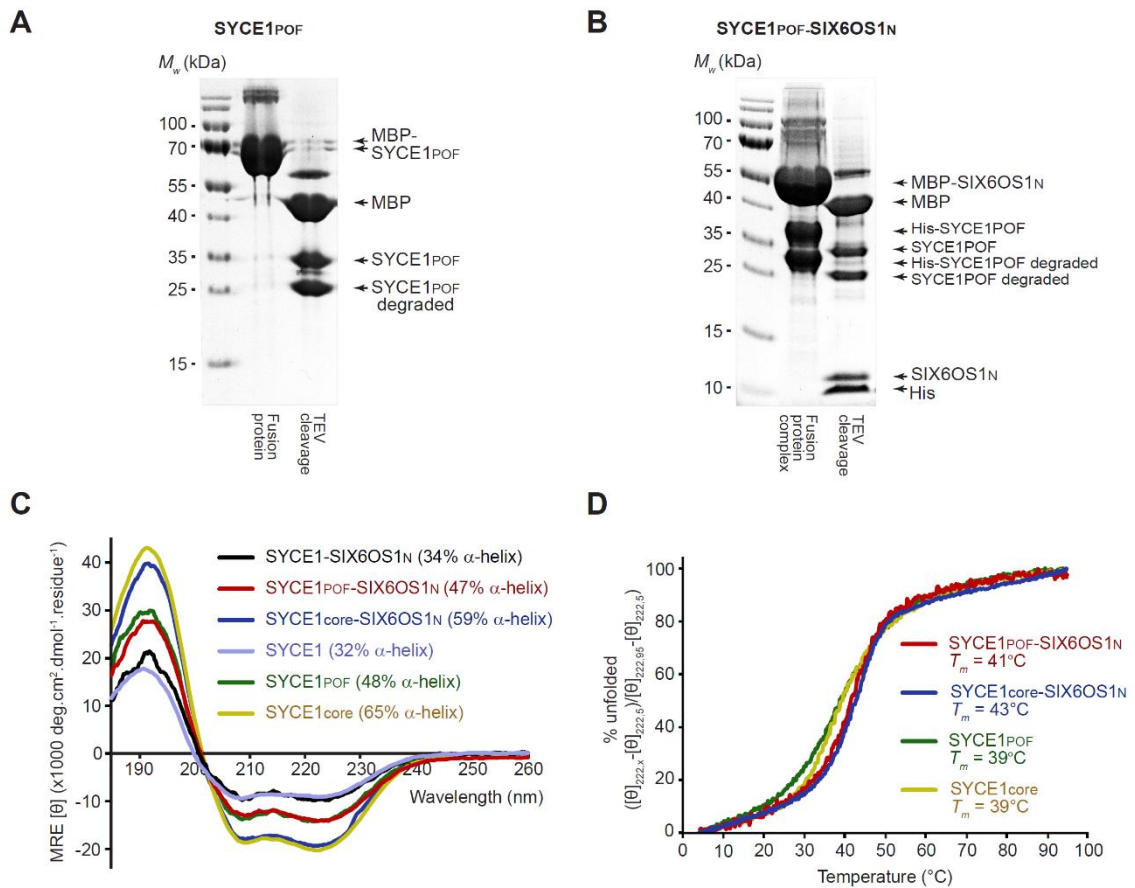 A
SYCE1POF
Mw (kDa)
100
70
55
40
35
25
15
MBP-
SYCE1POF
MBP
SYCE1POF
SYCE1POF
degraded
Fusion
protein
TEV
cleavage
B
SYCE1POF-SIX6OS1N
Mw (kDa)
100
70
55
40
35
25
15
10
MBP-SIX6OS1N
MBP
His-SYCE1POF
SYCE1POF
His-SYCE1POF degraded
SYCE1POF degraded
SIX6OS1N
His
Fusion
protein
complex
TEV
cleavage
C
MRE [θ] (x1000 deg.cm².dmol⁻¹.residue⁻¹)
40
30
20
10
0
-10
-20
190 200 210 220 230 240 250 260
Wavelength (nm)
SYCE1-SIX6OS1N (34% α-helix)
SYCE1POF-SIX6OS1N (47% α-helix)
SYCE1core-SIX6OS1N (59% α-helix)
SYCE1 (32% α-helix)
SYCE1POF (48% α-helix)
SYCE1core (65% α-helix)
D
% unfolded
([θ]222,x-[θ]222,5)/[θ]222,95-[θ]222,5)
100
80
60
40
20
0
0 10 20 30 40 50 60 70 80 90 100
Temperature (°C)
SYCE1POF-SIX6OS1N
Tm = 41°C
SYCE1core-SIX6OS1N
Tm = 43°C
SYCE1POF
Tm = 39°C
SYCE1core
Tm = 39°C